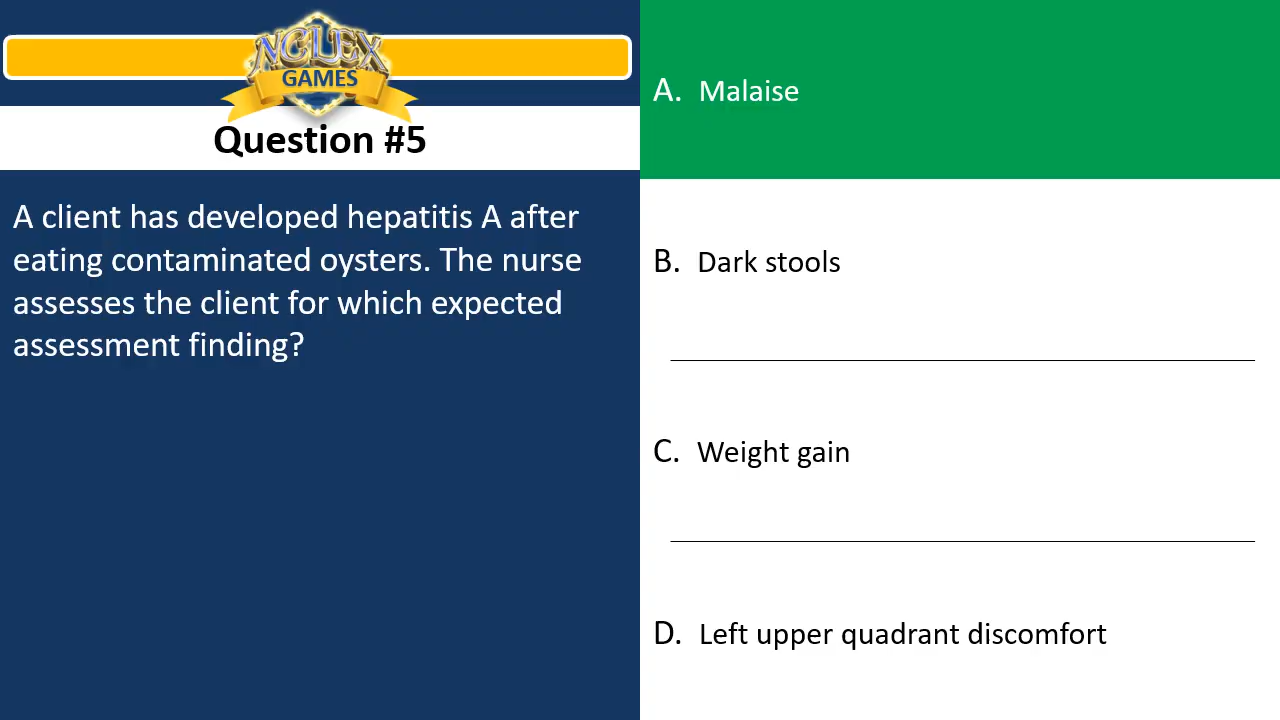 NCLEX
GAMES
Question #5
A client has developed hepatitis A after
eating contaminated oysters. The nurse
assesses the client for which expected
assessment finding?
A. Malaise
B. Dark stools
C. Weight gain
D. Left upper quadrant discomfort